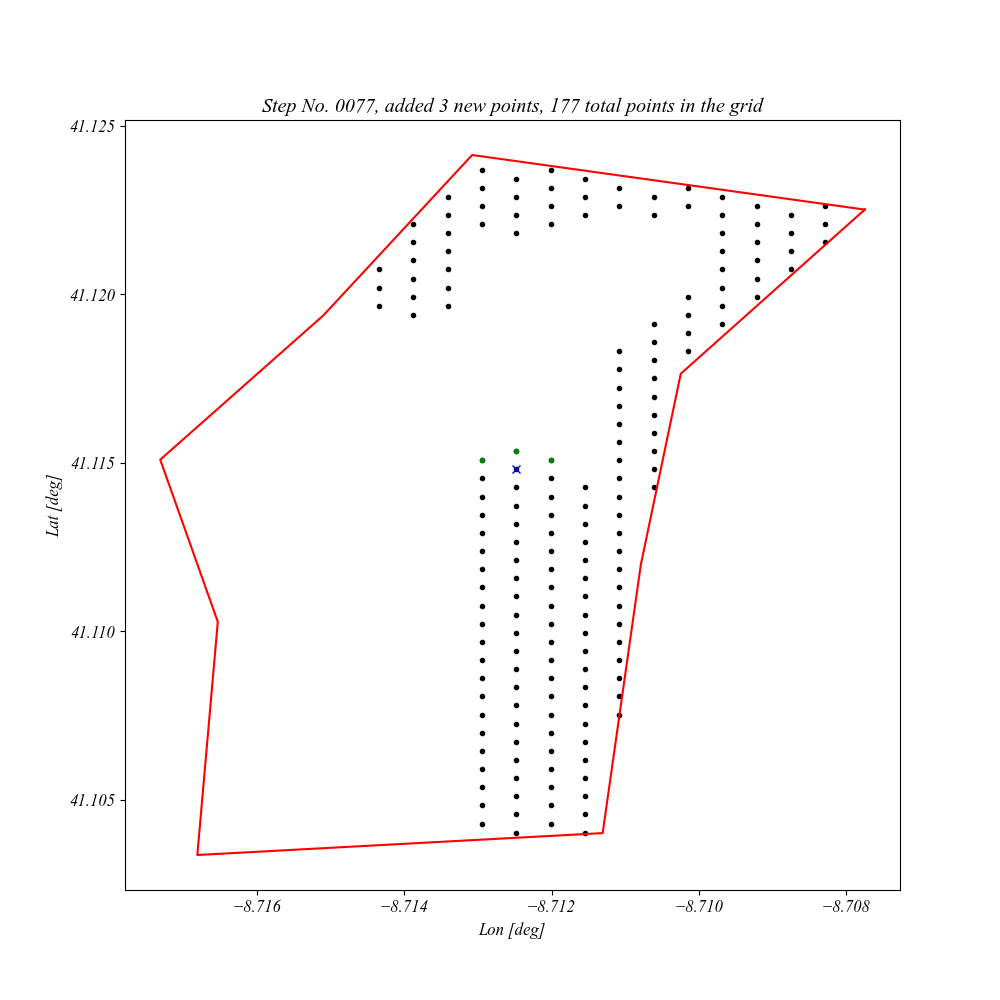 Step No. 0077, added 3 new points, 177 total points in the grid
41.125
41.120
41.115
41.110
41.105
Lat [deg]
−8.716 −8.714 −8.712 −8.710 −8.708
Lon [deg]